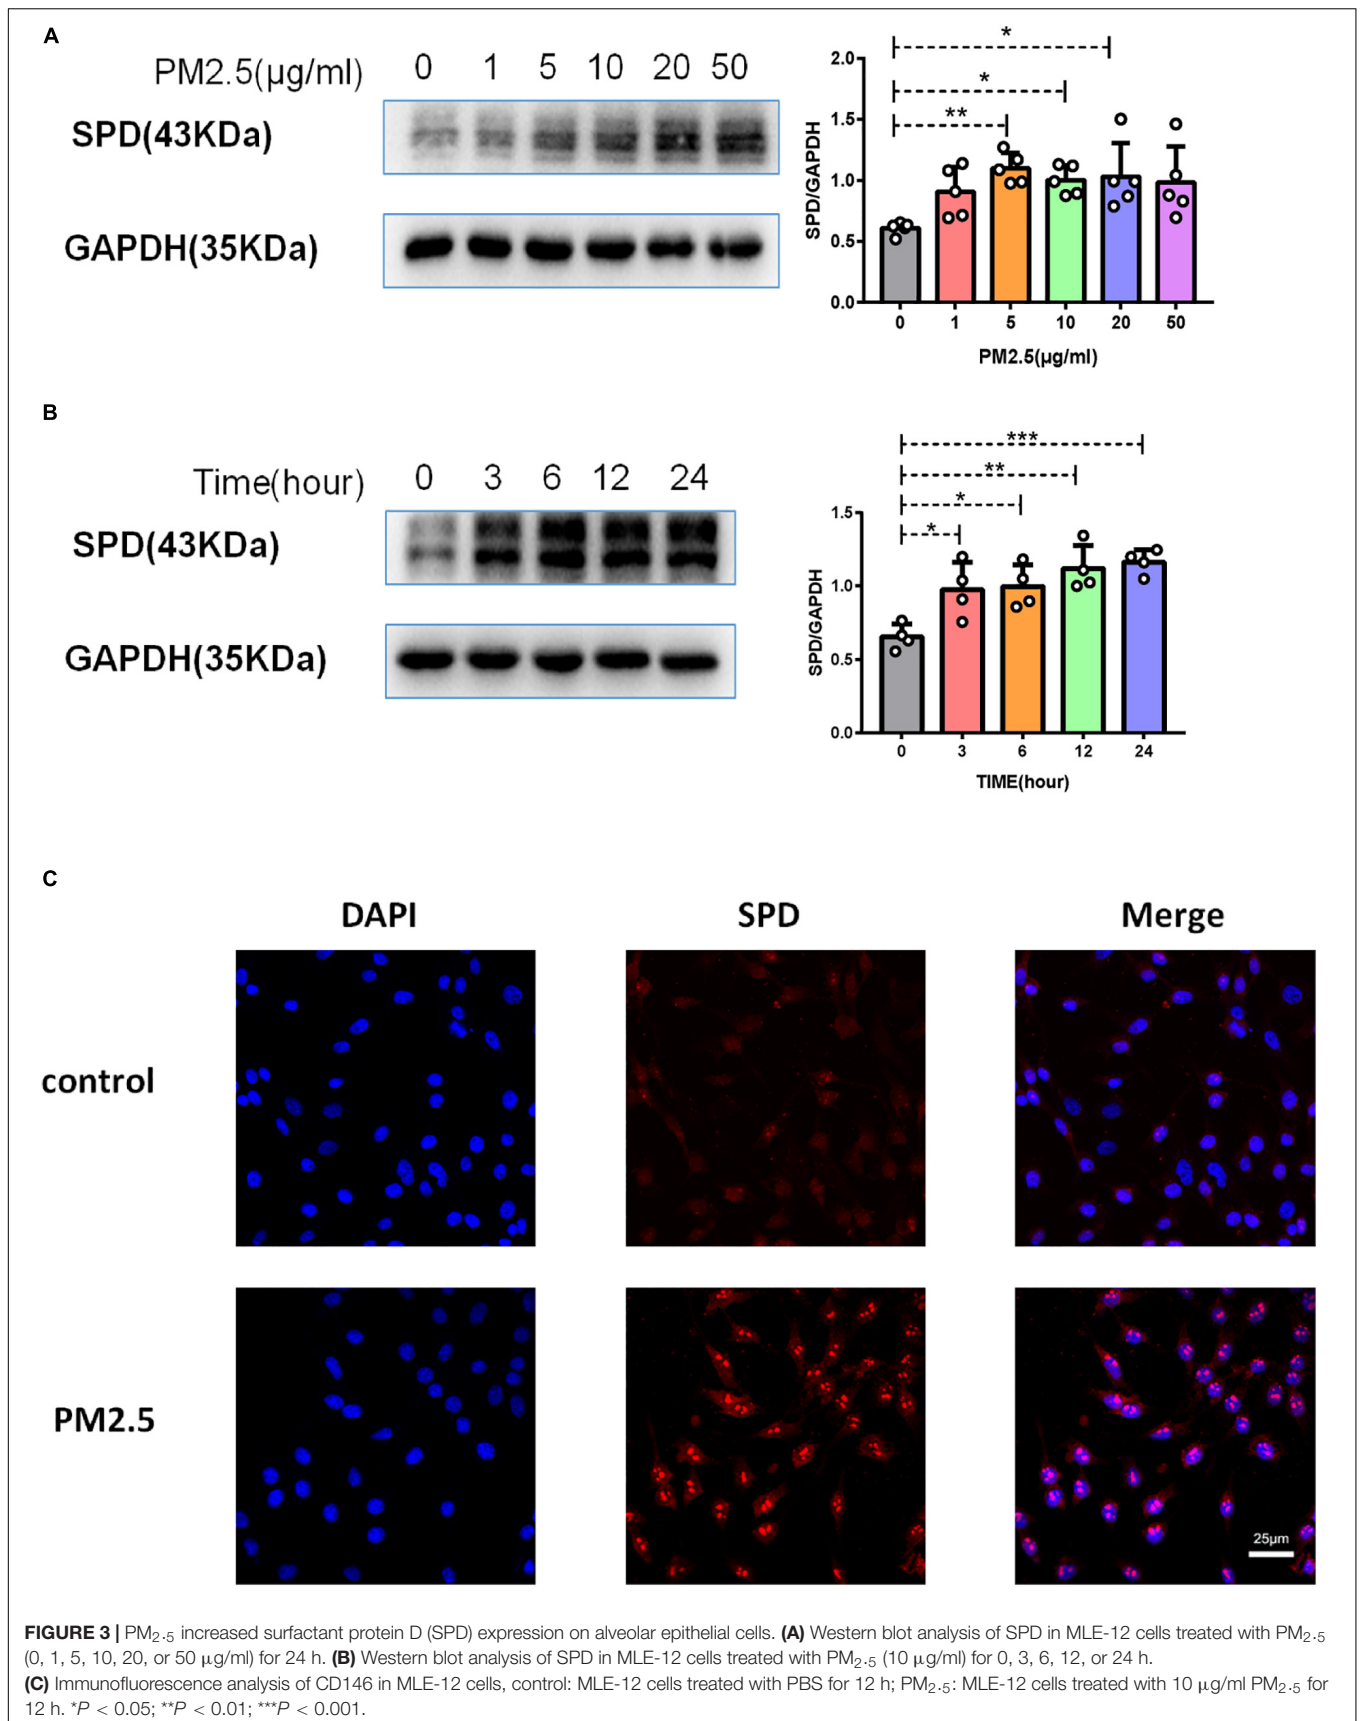 A
PM2.5(µg/ml) 0 1 5 10 20 50
SPD(43KDa)
GAPDH(35KDa)
* 
*
**
2.0
1.5
1.0
0.5
0.0
SPD/GAPDH
0 1 5 10 20 50
PM2.5(µg/ml)
B
Time(hour) 0 3 6 12 24
SPD(43KDa)
GAPDH(35KDa)
***
**
*
*
1.5
1.0
0.5
0.0
SPD/GAPDH
0 3 6 12 24
TIME(hour)
C
DAPI SPD Merge
control
PM2.5
25µm
FIGURE 3 | PM2.5 increased surfactant protein D (SPD) expression on alveolar epithelial cells. (A) Western blot analysis of SPD in MLE-12 cells treated with PM2.5
(0, 1, 5, 10, 20, or 50 µg/ml) for 24 h. (B) Western blot analysis of SPD in MLE-12 cells treated with PM2.5 (10 µg/ml) for 0, 3, 6, 12, or 24 h.
(C) Immunofluorescence analysis of CD146 in MLE-12 cells, control: MLE-12 cells treated with PBS for 12 h; PM2.5: MLE-12 cells treated with 10 µg/ml PM2.5 for
12 h. *P < 0.05; **P < 0.01; ***P < 0.001.